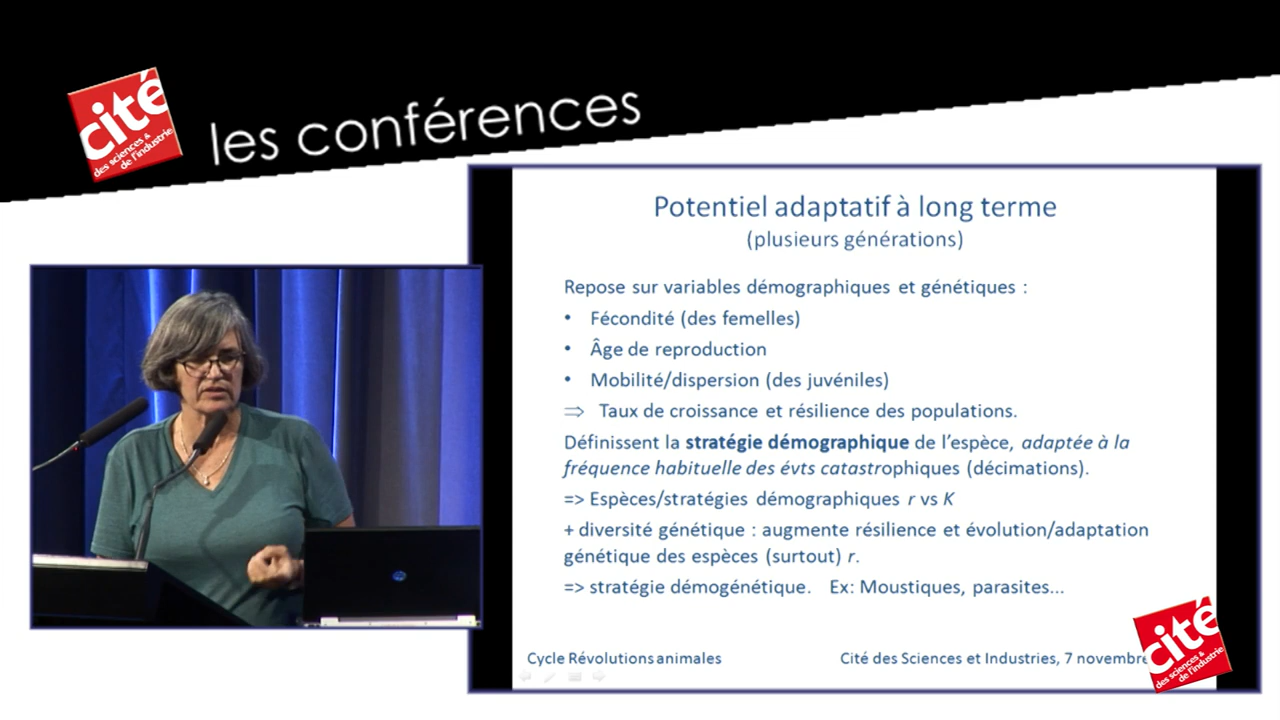 cité
des sciences &
de l'industrie
les conférences
Potentiel adaptatif à long terme
(plusieurs générations)
Repose sur variables démographiques et génétiques :
• Fécondité (des femelles)
• Âge de reproduction
• Mobilité/dispersion (des juvéniles)
⇒ Taux de croissance et résilience des populations.
Définissent la stratégie démographique de l'espèce, adaptée à la
fréquence habituelle des évts catastrophiques (décimations).
=> Espèces/stratégies démographiques r vs K
+ diversité génétique : augmente résilience et évolution/adaptation
génétique des espèces (surtout) r.
=> stratégie démogénétique. Ex: Moustiques, parasites...
Cycle Révolutions animales
Cité des Sciences et Industries, 7 novembre
cité
des sciences &
de l'industrie